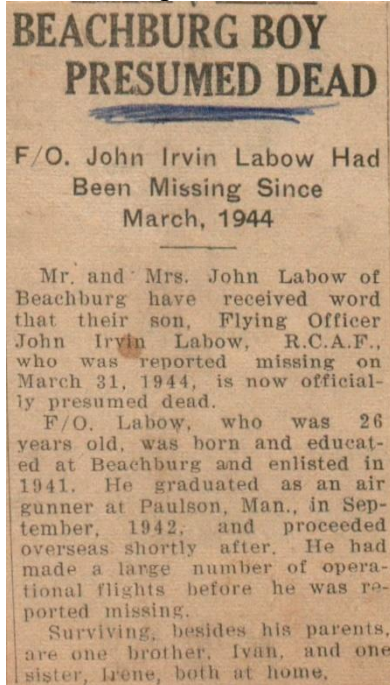 BEACHBURG BOY
PRESUMED DEAD
F/O. John Irvin Labow Had
Been Missing Since
March, 1944
Mr. and Mrs. John Labow of
Beachburg have received word
that their son, Flying Officer
John Irvin Labow, R.C.A.F.,
who was reported missing on
March 31, 1944, is now official-
ly presumed dead.
F/O. Labow, who was 26
years old, was born and educat-
ed at Beachburg and enlisted in
1941. He graduated as an air
gunner at Paulson, Man., in Sep-
tember, 1942, and proceeded
overseas shortly after. He had
made a large number of opera-
tional flights before he was re-
ported missing.
Surviving, besides his parents,
are one brother, Ivan, and one
sister, Irene, both at home.